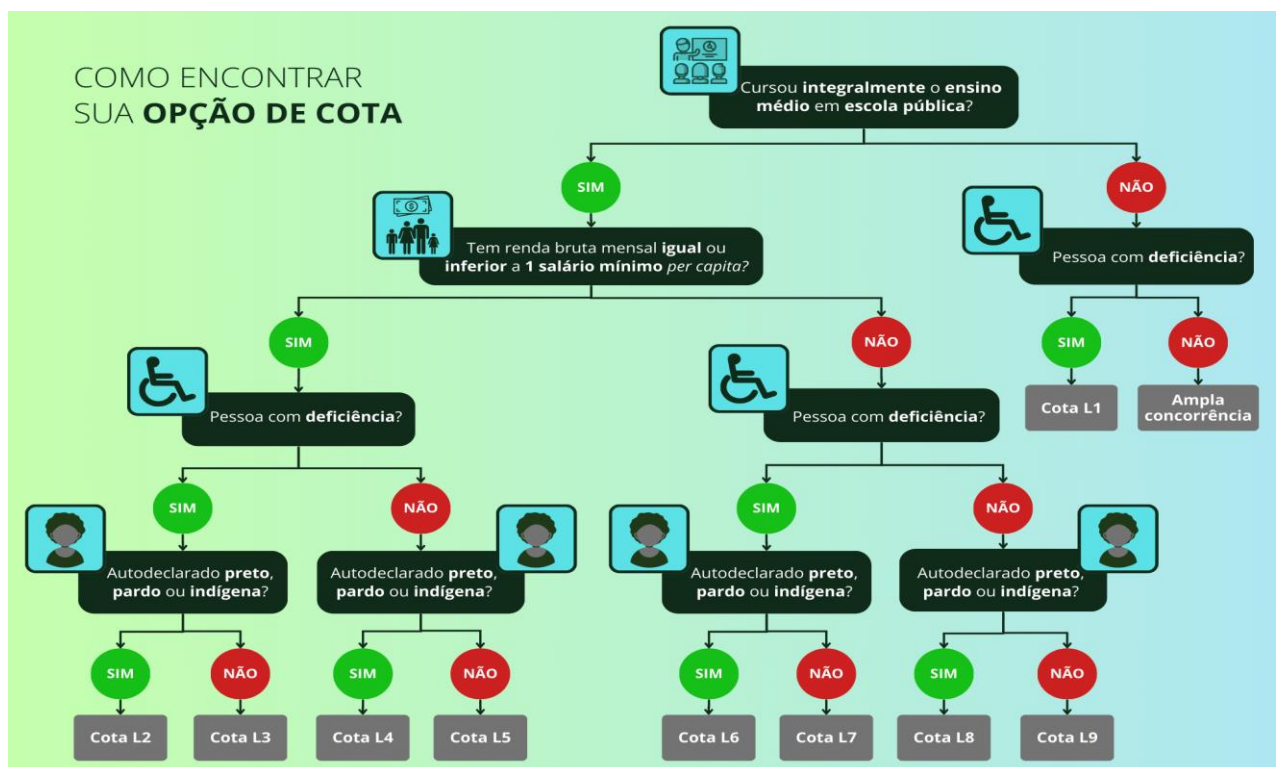 COMO ENCONTRAR
SUA OPÇÃO DE COTA
Cursou integralmente o ensino
médio em escola pública?
SIM
NÃO
Tem renda bruta mensal igual ou
inferior a 1 salário mínimo per capita?
Pessoa com deficiência?
SIM
NÃO
SIM
NÃO
Pessoa com deficiência?
Pessoa com deficiência?
Cota L1
Ampla
concorrência
SIM
NÃO
SIM
NÃO
Autodeclarado preto,
pardo ou indígena?
Autodeclarado preto,
pardo ou indígena?
Autodeclarado preto,
pardo ou indígena?
Autodeclarado preto,
pardo ou indígena?
SIM
NÃO
SIM
NÃO
SIM
NÃO
SIM
NÃO
Cota L2
Cota L3
Cota L4
Cota L5
Cota L6
Cota L7
Cota L8
Cota L9